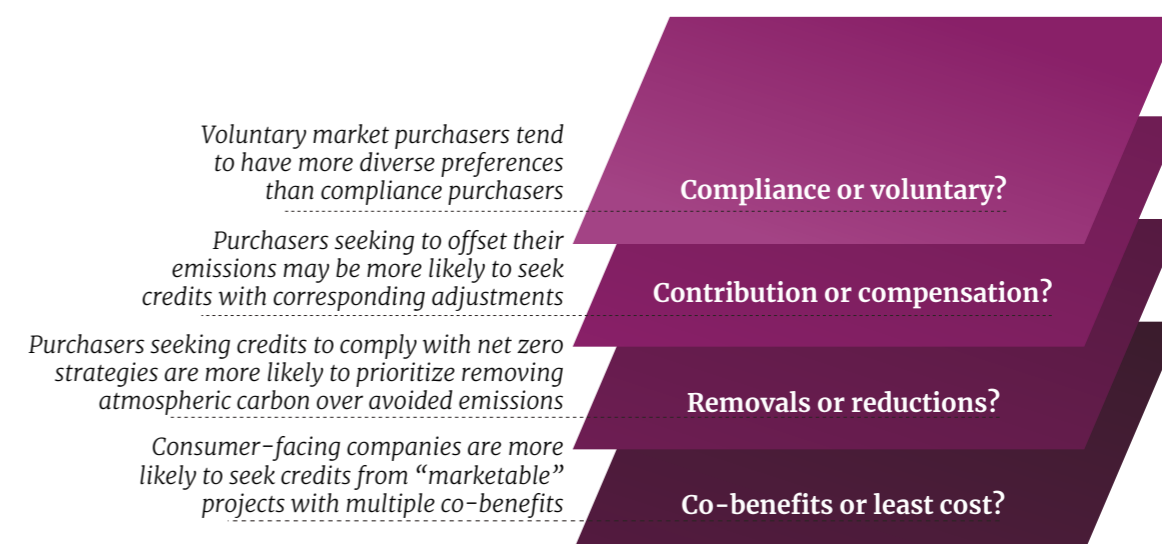 Voluntary market purchasers tend
to have more diverse preferences
than compliance purchasers
Compliance or voluntary?
Purchasers seeking to offset their
emissions may be more likely to seek
credits with corresponding adjustments
Contribution or compensation?
Purchasers seeking credits to comply with net zero
strategies are more likely to prioritize removing
atmospheric carbon over avoided emissions
Removals or reductions?
Consumer-facing companies are more
likely to seek credits from “marketable”
projects with multiple co-benefits
Co-benefits or least cost?